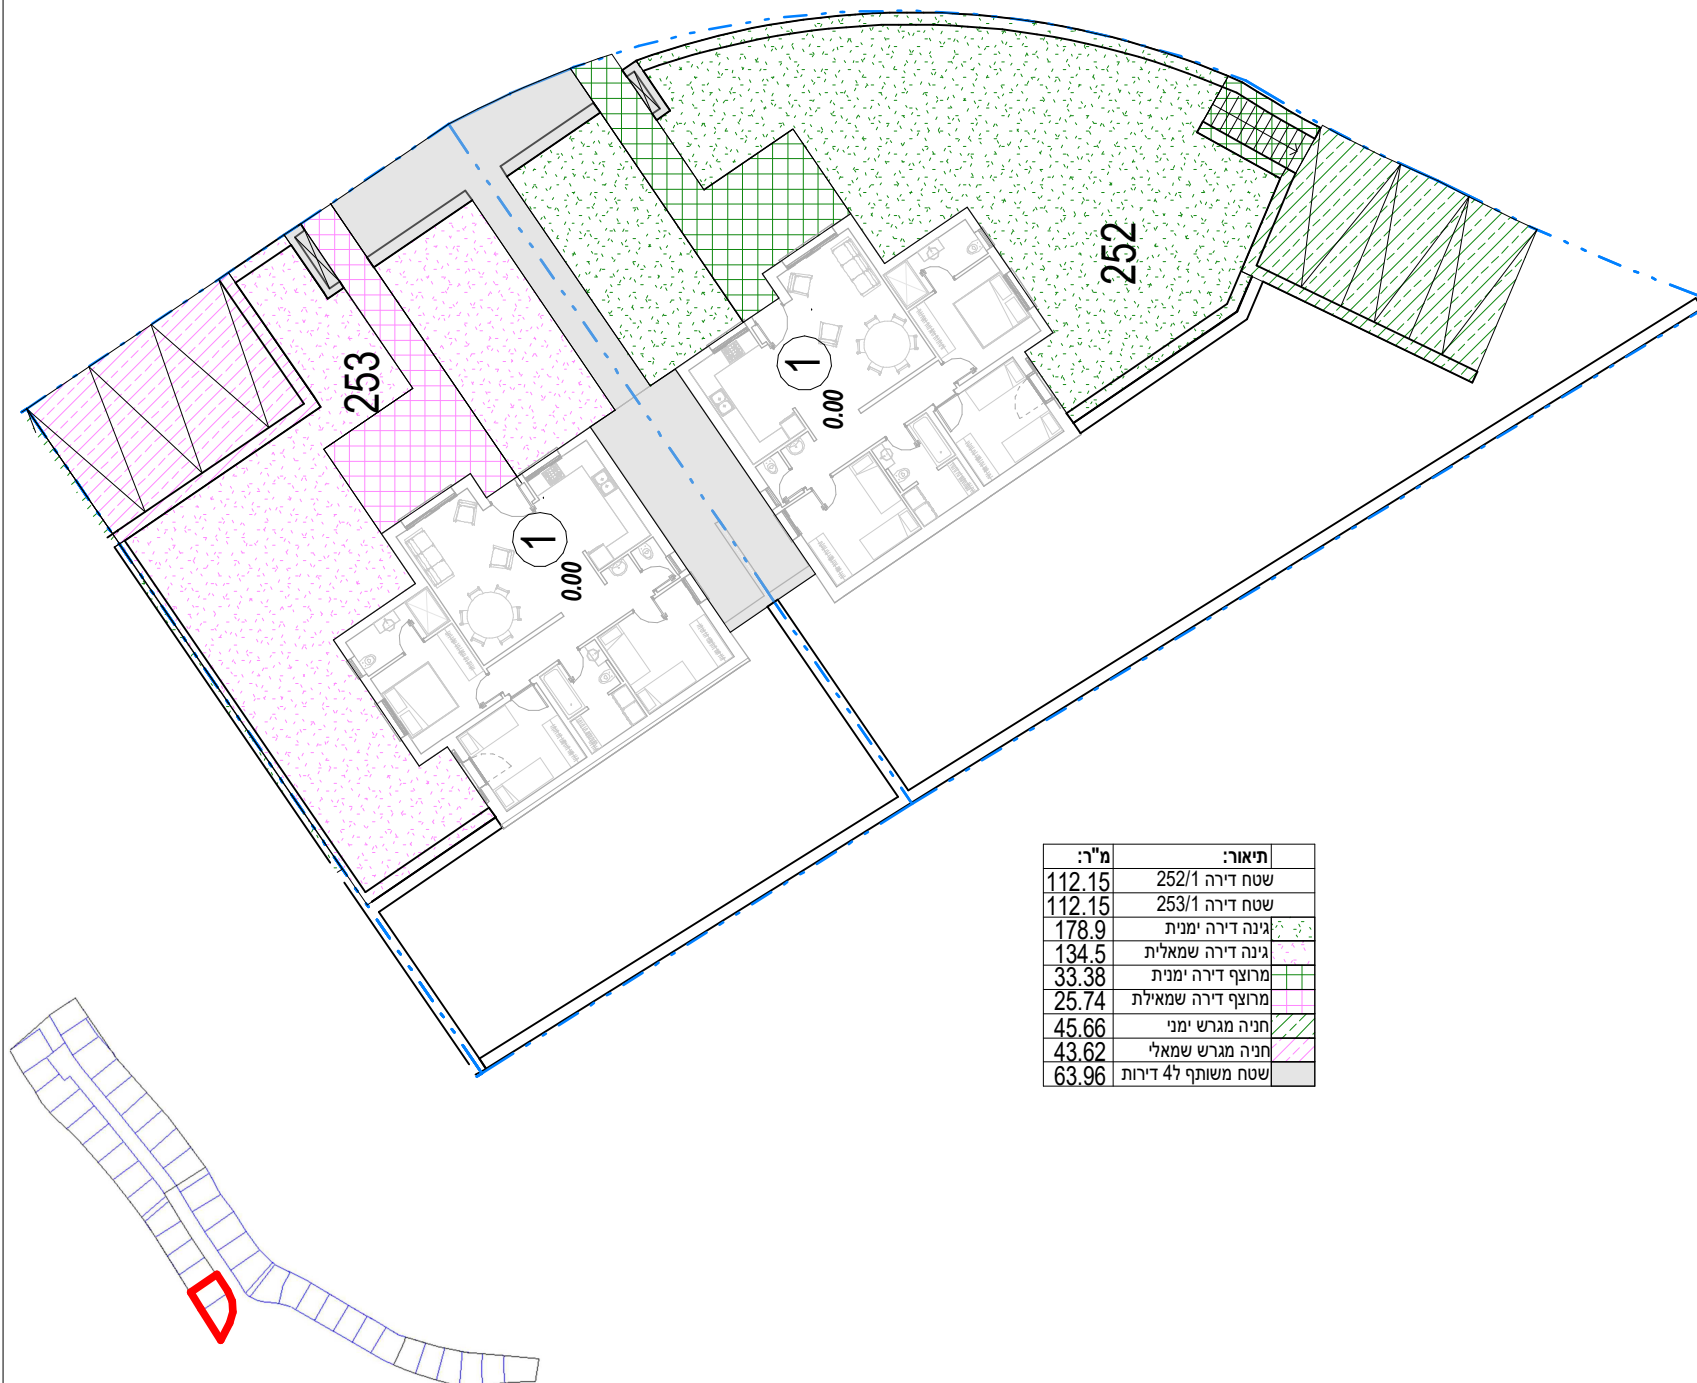 252
253
1
0.00
1
0.00
תיאור: מ"ר:
שטח דירה 252/1 112.15
שטח דירה 253/1 112.15
גינה דירה ימנית 178.9
גינה דירה שמאלית 134.5
מרוצף דירה ימנית 33.38
מרוצף דירה שמאילת 25.74
חניה מגרש ימני 45.66
חניה מגרש שמאלי 43.62
שטח משותף ל4 דירות 63.96